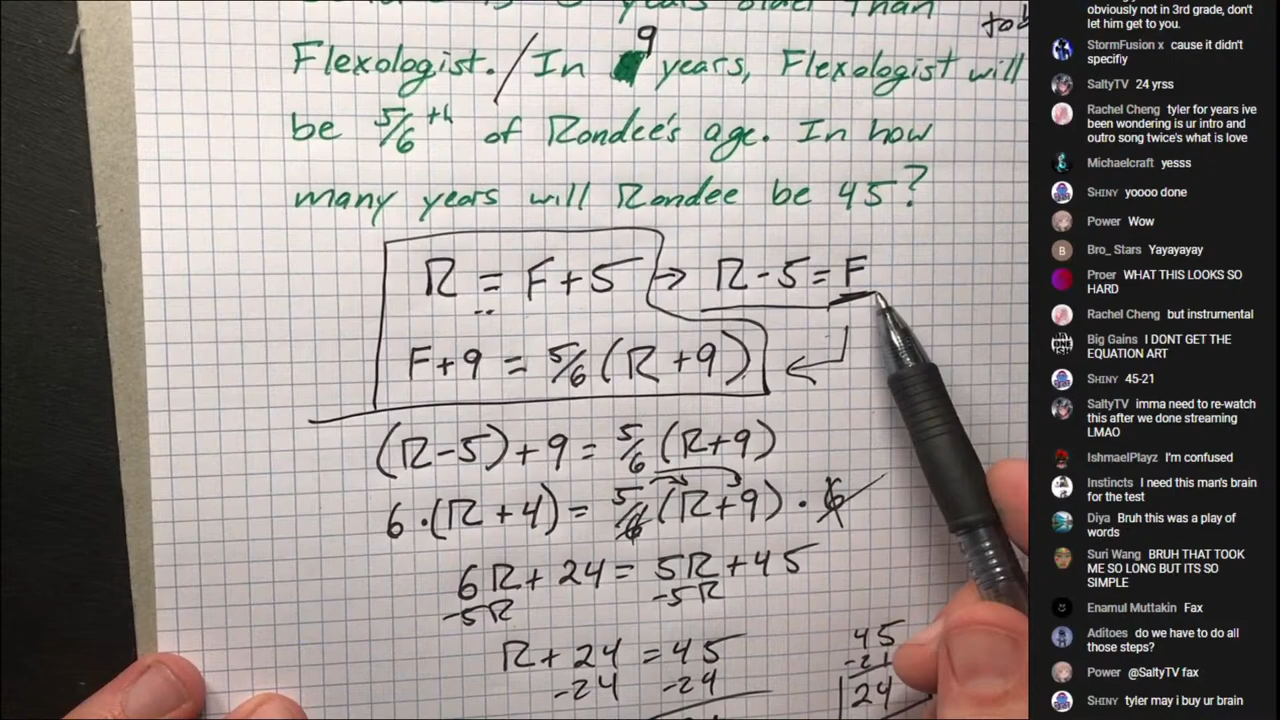 years older than
Flexologist. / In 9 years, Flexologist will
be 5/6th of Rondee's age. In how
many years will Rondee be 45?
R = F+5 → R-5=F
F+9 = 5/6 (R+9)
(R-5)+9 = 5/6 (R+9)
6·(R+4) = 5/6 (R+9)·6
6R+24 = 5R+45
-5R -5R
R+24 = 45
-24 -24
45
-21
24
obviously not in 3rd grade, don't
let him get to you.
StormFusion x cause it didn't
specifiy
SaltyTV 24 yrss
Rachel Cheng tyler for years ive
been wondering is ur intro and
outro song twice's what is love
Michaelcraft yesss
SHINY yoooo done
Power Wow
B
Bro_ Stars Yayayayay
Proer WHAT THIS LOOKS SO
HARD
Rachel Cheng but instrumental
Big Gains I DONT GET THE
EQUATION ART
SHINY 45-21
SaltyTV imma need to re-watch
this after we done streaming
LMAO
IshmaelPlayz I'm confused
Instincts I need this man's brain
for the test
Diya Bruh this was a play of
words
Suri Wang BRUH THAT TOOK
ME SO LONG BUT ITS SO
SIMPLE
Enamul Muttakin Fax
Aditoes do we have to do all
those steps?
Power @SaltyTV fax
SHINY tyler may i buy ur brain